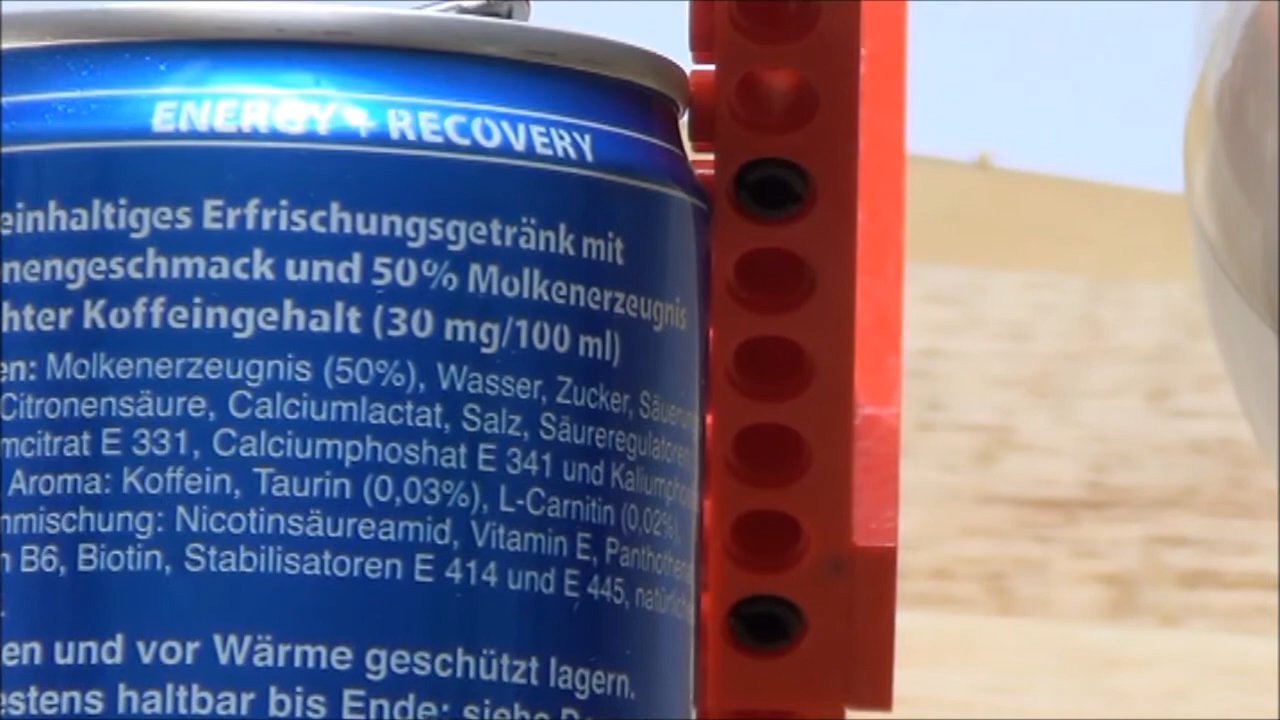 ENERGY + RECOVERY
einhaltiges Erfrischungsgetränk mit
nengeschmack und 50% Molkenerzeugnis
hter Koffeingehalt (30 mg/100 ml)
en: Molkenerzeugnis (50%), Wasser, Zucker,
Citronensäure, Calciumlactat, Salz, Säureregulatoren
mcitrat E 331, Calciumphoshat E 341 und
Aroma: Koffein, Taurin (0,03%), L-Carnitin (0,02%),
nmischung: Nicotinsäureamid, Vitamin E,
n B6, Biotin, Stabilisatoren E 414 und E 445,
en und vor Wärme geschützt lagern.
estens haltbar bis Ende: siehe